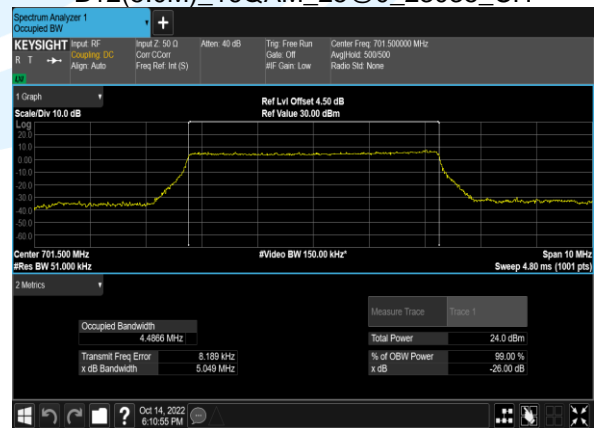 Spectrum Analyzer 1
Occupied BW
+
KEYSIGHT
R T
Input: RF
Coupling: DC
Align: Auto
Input Z: 50 Ω
Corr CCorr
Freq Ref: Int (S)
Atten: 40 dB
Trig: Free Run
Gate: Off
#IF Gain: Low
Center Freq: 701.500000 MHz
Avg|Hold: 500/500
Radio Std: None
LW
1 Graph
Scale/Div 10.0 dB
Ref Lvl Offset 4.50 dB
Ref Value 30.00 dBm
Log
20.0
10.0
0.00
-10.0
-20.0
-30.0
-40.0
-50.0
-60.0
Center 701.500 MHz
#Video BW 150.00 kHz*
Span 10 MHz
#Res BW 51.000 kHz
Sweep 4.80 ms (1001 pts)
2 Metrics
Measure Trace Trace 1
Occupied Bandwidth
4.4866 MHz
Total Power 24.0 dBm
Transmit Freq Error 8.189 kHz
% of OBW Power 99.00 %
x dB Bandwidth 5.049 MHz
x dB -26.00 dB
?
Oct 14, 2022
6:10:55 PM